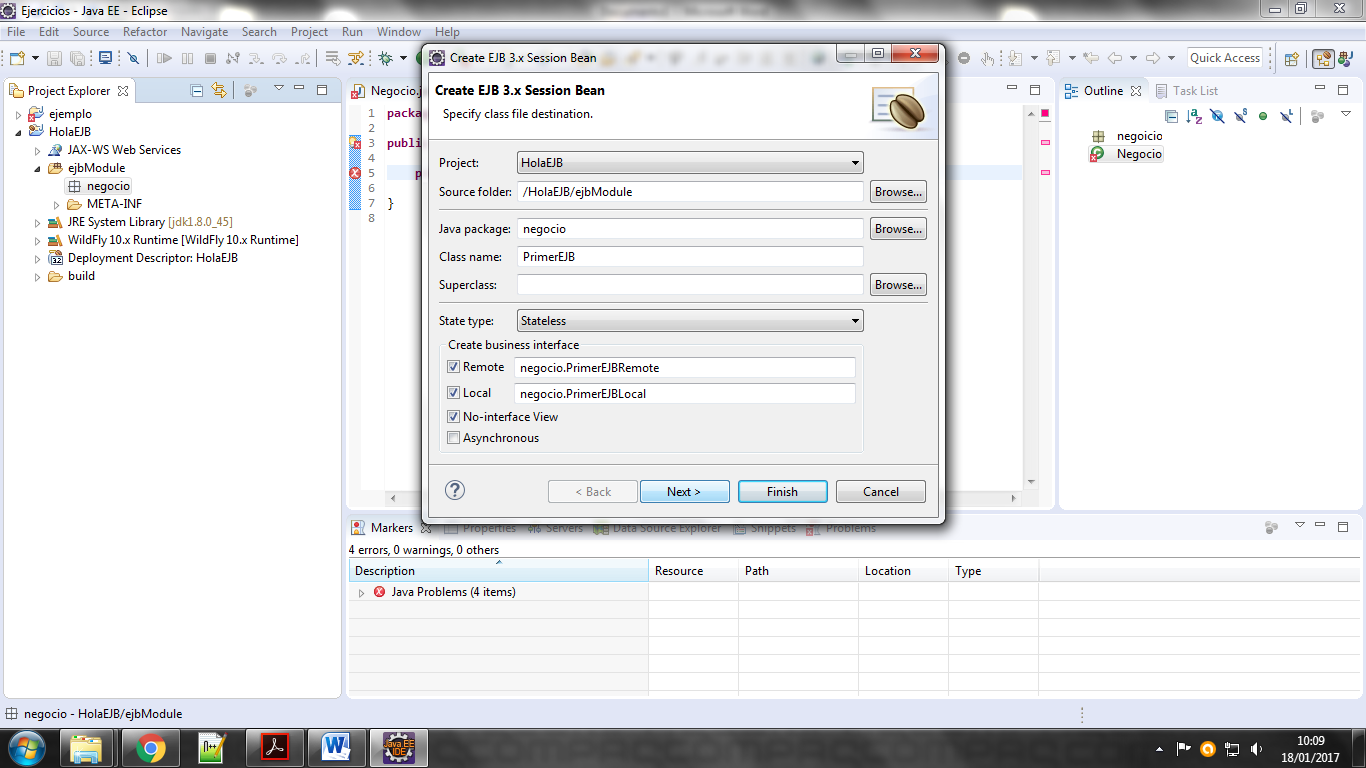 Ejercicios - Java EE - Eclipse
File Edit Source Refactor Navigate Search Project Run Window Help
Quick Access
Project Explorer
ejemplo
HolaEJB
JAX-WS Web Services
ejbModule
negocio
META-INF
JRE System Library [jdk1.8.0_45]
WildFly 10.x Runtime [WildFly 10.x Runtime]
Deployment Descriptor: HolaEJB
build
Negocio.j
1 packa
2
3 publi
4
5 p
6
7 }
8
Create EJB 3.x Session Bean
Create EJB 3.x Session Bean
Specify class file destination.
Project: HolaEJB
Source folder: /HolaEJB/ejbModule Browse...
Java package: negocio Browse...
Class name: PrimerEJB
Superclass: Browse...
State type: Stateless
Create business interface
Remote negocio.PrimerEJBRemote
Local negocio.PrimerEJBLocal
No-interface View
Asynchronous
? < Back Next > Finish Cancel
Outline Task List
negoicio
Negocio
Markers Properties Servers Data Source Explorer Snippets Problems
4 errors, 0 warnings, 0 others
Description Resource Path Location Type
Java Problems (4 items)
negocio - HolaEJB/ejbModule
Java EE
IDE
10:09
18/01/2017